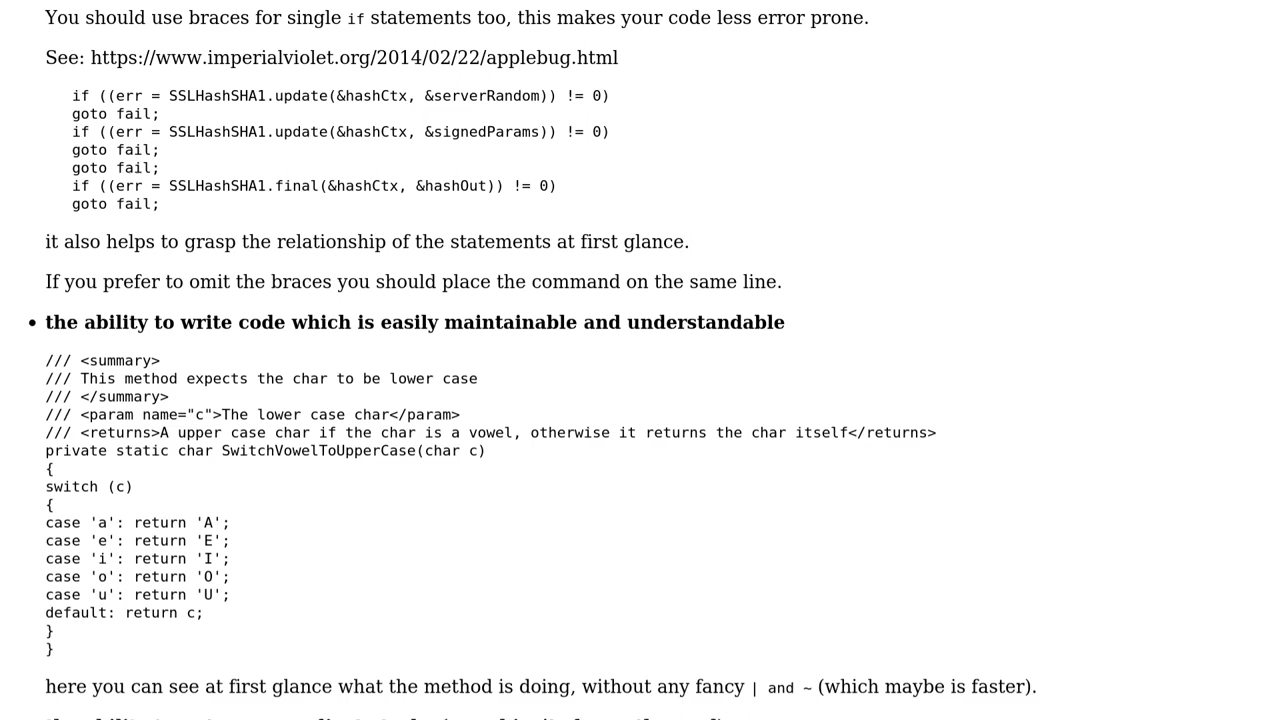 You should use braces for single if statements too, this makes your code less error prone.
See: https://www.imperialviolet.org/2014/02/22/applebug.html
if ((err = SSLHashSHA1.update(&hashCtx, &serverRandom)) != 0)
goto fail;
if ((err = SSLHashSHA1.update(&hashCtx, &signedParams)) != 0)
goto fail;
goto fail;
if ((err = SSLHashSHA1.final(&hashCtx, &hashOut)) != 0)
goto fail;
it also helps to grasp the relationship of the statements at first glance.
If you prefer to omit the braces you should place the command on the same line.
• the ability to write code which is easily maintainable and understandable
/// <summary>
/// This method expects the char to be lower case
/// </summary>
/// <param name="c">The lower case char</param>
/// <returns>A upper case char if the char is a vowel, otherwise it returns the char itself</returns>
private static char SwitchVowelToUpperCase(char c)
{
switch (c)
{
case 'a': return 'A';
case 'e': return 'E';
case 'i': return 'I';
case 'o': return 'O';
case 'u': return 'U';
default: return c;
}
}
here you can see at first glance what the method is doing, without any fancy | and ~ (which maybe is faster).